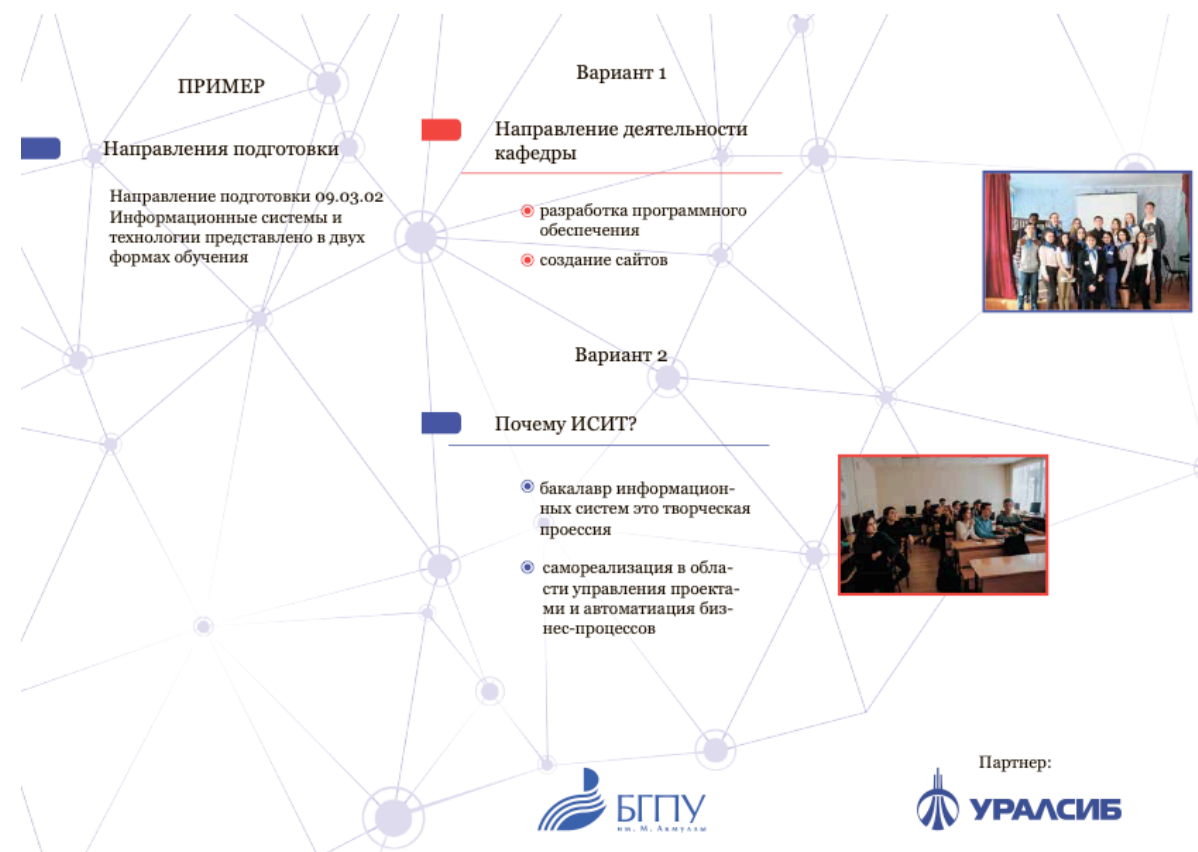 ПРИМЕР
Направления подготовки
Направление подготовки 09.03.02
Информационные системы и
технологии представлено в двух
формах обучения
Вариант 1
Направление деятельности
кафедры
разработка программного
обеспечения
создание сайтов
Вариант 2
Почему ИСИТ?
бакалавр информацион-
ных систем это творческая
проессия
самореализация в обла-
сти управления проекта-
ми и автоматиация биз-
нес-процессов
БГПУ
им. М. Акмуллы
Партнер:
УРАЛСИБ